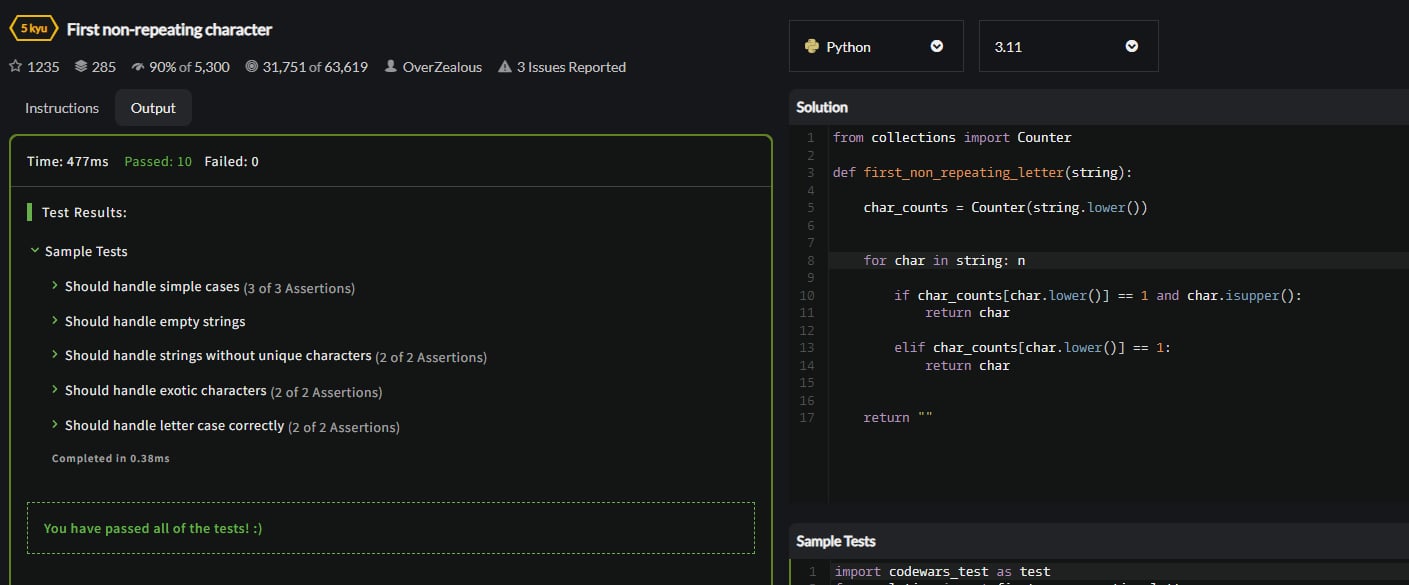 5 kyu First non-repeating character
1235 285 90% of 5,300 31,751 of 63,619 OverZealous 3 Issues Reported
Instructions Output
Time: 477ms Passed: 10 Failed: 0
Test Results:
Sample Tests
Should handle simple cases (3 of 3 Assertions)
Should handle empty strings
Should handle strings without unique characters (2 of 2 Assertions)
Should handle exotic characters (2 of 2 Assertions)
Should handle letter case correctly (2 of 2 Assertions)
Completed in 0.38ms
You have passed all of the tests! :)
Python 3.11
Solution
1 from collections import Counter
2
3 def first_non_repeating_letter(string):
4
5 char_counts = Counter(string.lower())
6
7
8 for char in string: n
9
10 if char_counts[char.lower()] == 1 and char.isupper():
11 return char
12
13 elif char_counts[char.lower()] == 1:
14 return char
15
16
17 return ""
Sample Tests
1 import codewars_test as test